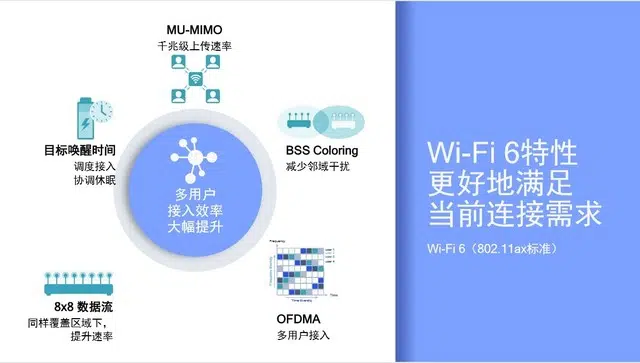 MU-MIMO
千兆级上传速率
目标唤醒时间
调度接入
协调休眠
BSS Coloring
减少邻域干扰
多用户
接入效率
大幅提升
8x8 数据流
同样覆盖区域下，
提升速率
Frequency
Time
OFDMA
多用户接入
Wi-Fi 6特性
更好地满足
当前连接需求
Wi-Fi 6（802.11ax标准）